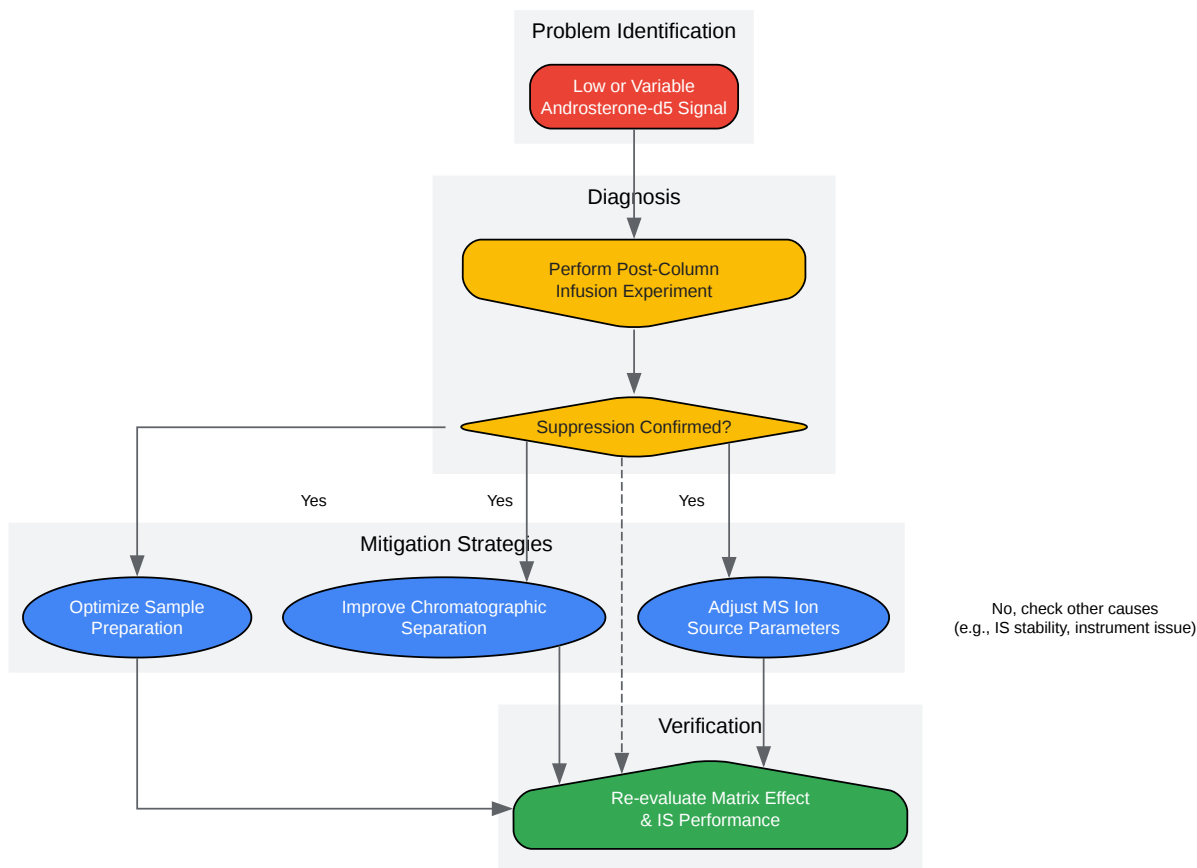 Problem Identification
Low or Variable
Androsterone-d5 Signal
Diagnosis
Perform Post-Column
Infusion Experiment
Suppression Confirmed?
Yes
Yes
Yes
Mitigation Strategies
Optimize Sample
Preparation
Improve Chromatographic
Separation
Adjust MS Ion
Source Parameters
No, check other causes
(e.g., IS stability, instrument issue)
Verification
Re-evaluate Matrix Effect
& IS Performance